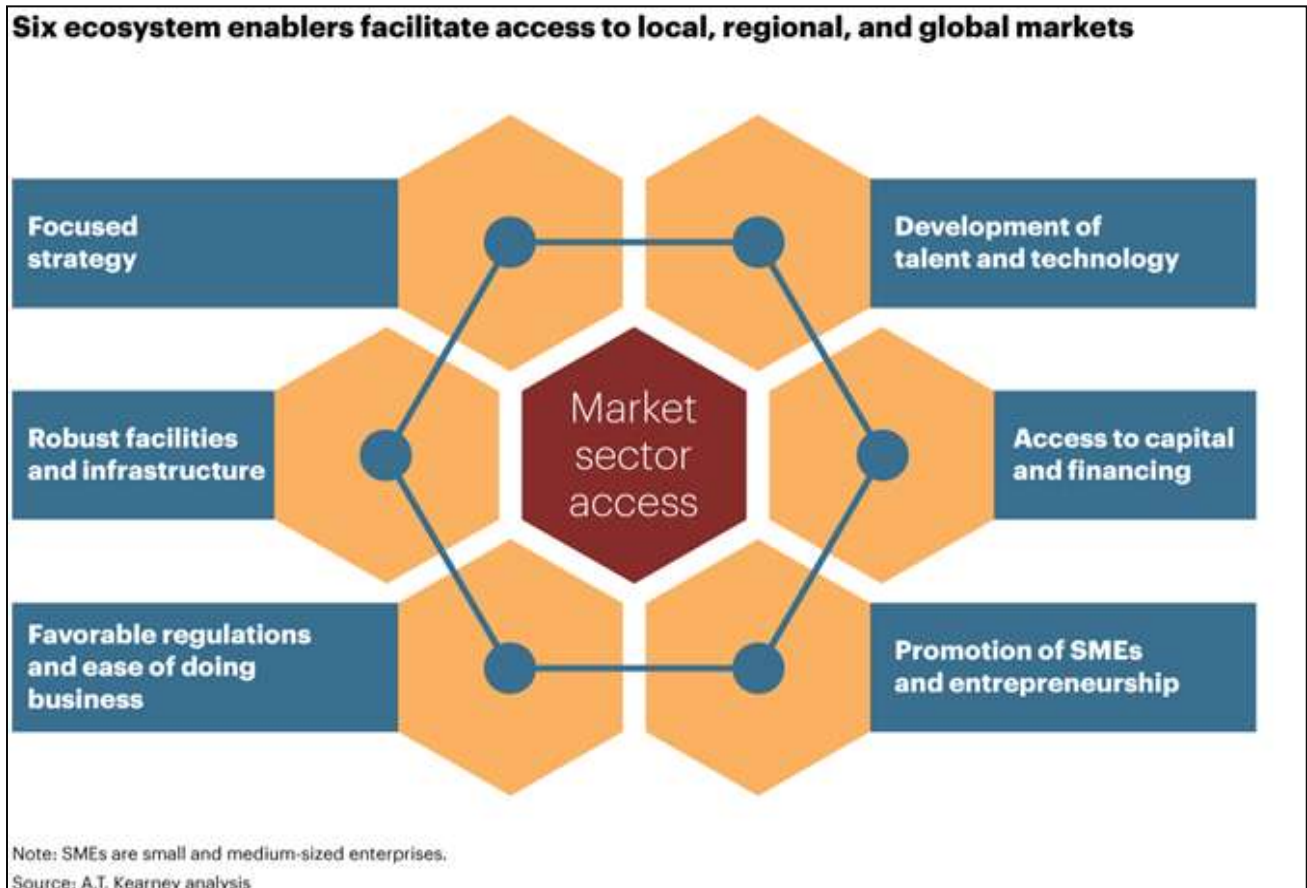 Six ecosystem enablers facilitate access to local, regional, and global markets
Focused
strategy
Development of
talent and technology
Robust facilities
and infrastructure
Market
sector
access
Access to capital
and financing
Favorable regulations
and ease of doing
business
Promotion of SMEs
and entrepreneurship
Note: SMEs are small and medium-sized enterprises.
Source: A.T. Kearney analysis